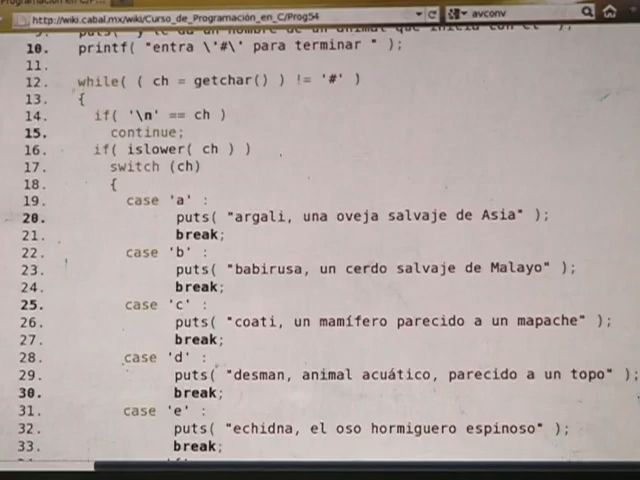 http://wiki.cabal.mx/wiki/Curso_de_Programación_en_C/Prog54
avconv
10. printf( "entra \'#\' para terminar " );
11.
12. while( ( ch = getchar() ) != '#' )
13. {
14. if( '\n' == ch )
15. continue;
16. if( islower( ch ) )
17. switch (ch)
18. {
19. case 'a' :
20. puts( "argali, una oveja salvaje de Asia" );
21. break;
22. case 'b' :
23. puts( "babirusa, un cerdo salvaje de Malayo" );
24. break;
25. case 'c' :
26. puts( "coati, un mamífero parecido a un mapache" );
27. break;
28. case 'd' :
29. puts( "desman, animal acuático, parecido a un topo" );
30. break;
31. case 'e' :
32. puts( "echidna, el oso hormiguero espinoso" );
33. break;